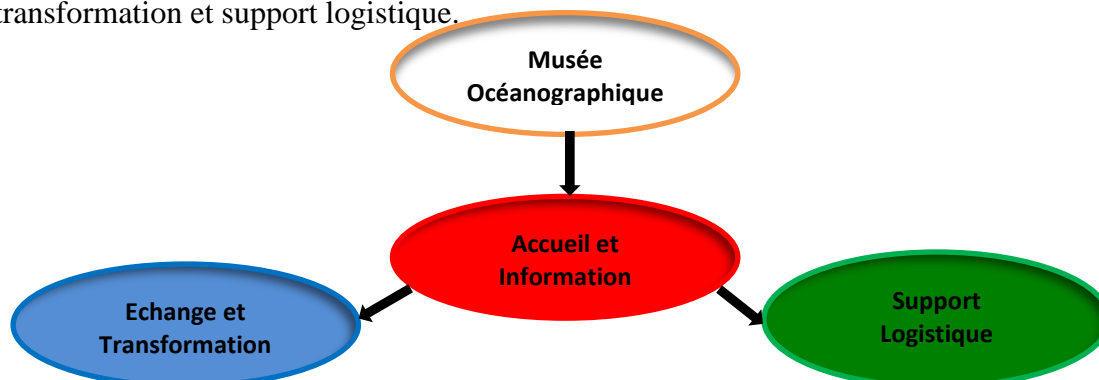 transformation et support logistique.
Musée
Océanographique
Accueil et
Information
Echange et
Transformation
Support
Logistique